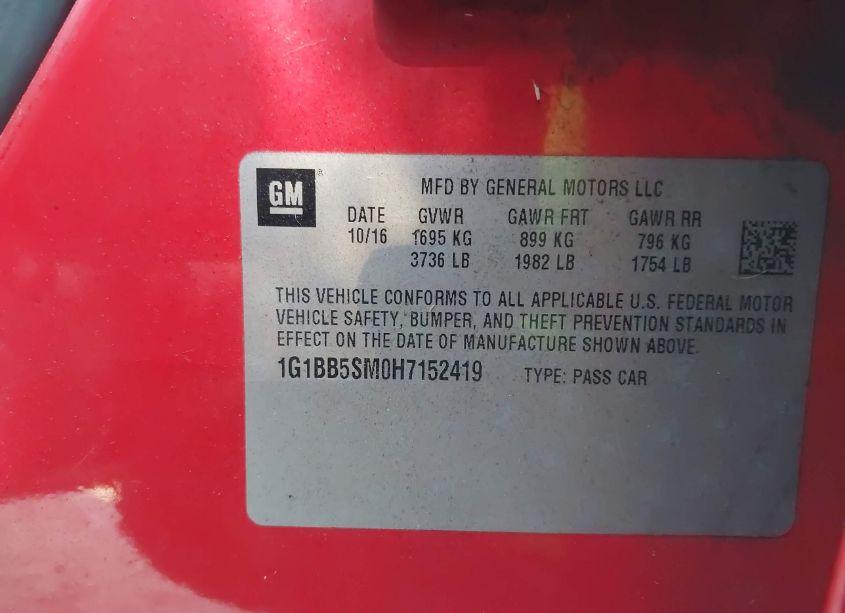 GM ® MFD BY GENERAL MOTORS LLC
DATE GVWR GAWR FRT GAWR RR
10/16 1695 KG 899 KG 796 KG
3736 LB 1982 LB 1754 LB
THIS VEHICLE CONFORMS TO ALL APPLICABLE U.S. FEDERAL MOTOR
VEHICLE SAFETY, BUMPER, AND THEFT PREVENTION STANDARDS IN
EFFECT ON THE DATE OF MANUFACTURE SHOWN ABOVE.
1G1BB5SM0H7152419 TYPE: PASS CAR